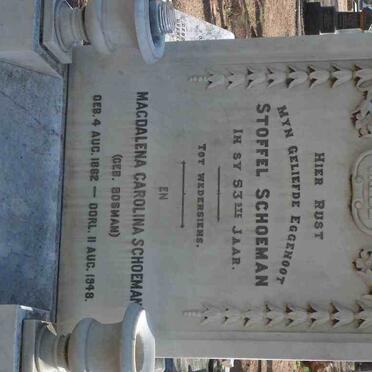 HIER RUST
MYN GELIEFDE EGGENOOT
STOFFEL SCHOEMAN
IN SY 53STE JAAR.
TOT WEDERSIENS.
EN
MAGDALENA CAROLINA SCHOEMAN
(GEB. BOSMAN)
GEB. 4 AUG. 1862 — OORL. 11 AUG. 1948.